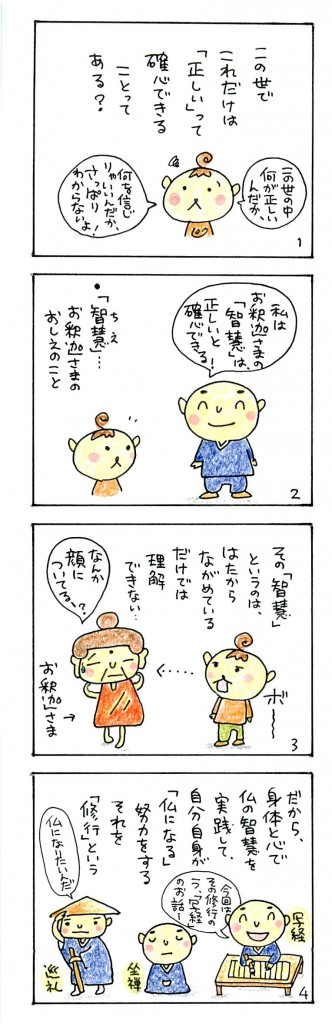 この世で
これだけは
「正しい」って
確心できる
ことって
ある？
この世の中
何が正しい
んだか、
何を信じ
りゃいいんだか、
さっぱり
わからないよ！
1
私は
お釈迦さまの
「智慧」は、
正しいと
確心できる！
ちえ
・「智慧」…
お釈迦さまの
おしえのこと
2
その「智慧」
というのは、
はたから
ながめている
だけでは
理解
できない…
なんか
顔に
ついてる？
ボーーー
お釈迦さま
3
だから、
身体と心で
仏の智慧を
実践して、
自分自身が
「仏になる」
努力をする
それを
「修行」という
今回は
その修行の
うち、「写経」
のお話ー
仏になりたいんだ
写経
坐禅
巡礼
4